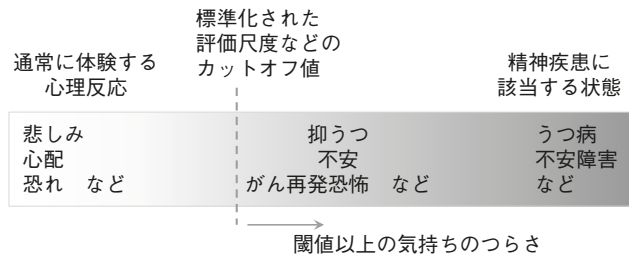 標準化された
評価尺度などの
カットオフ値
通常に体験する
心理反応
精神疾患に
該当する状態
悲しみ
心配
恐れ など
抑うつ
不安
がん再発恐怖 など
うつ病
不安障害
など
閾値以上の気持ちのつらさ